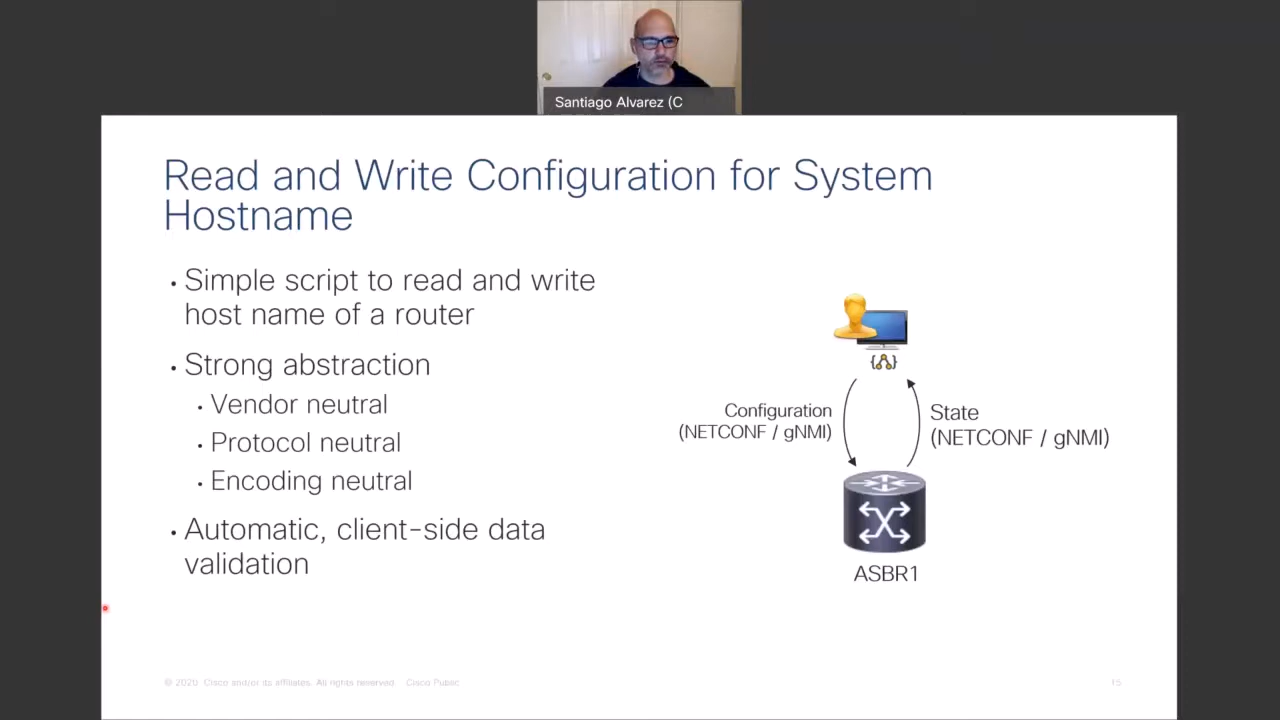 Santiago Alvarez (C
Read and Write Configuration for System
Hostname
• Simple script to read and write
host name of a router
• Strong abstraction
• Vendor neutral
• Protocol neutral
• Encoding neutral
• Automatic, client-side data
validation
Configuration
(NETCONF / gNMI)
State
(NETCONF / gNMI)
ASBR1
© 2020 Cisco and/or its affiliates. All rights reserved. Cisco Public
15